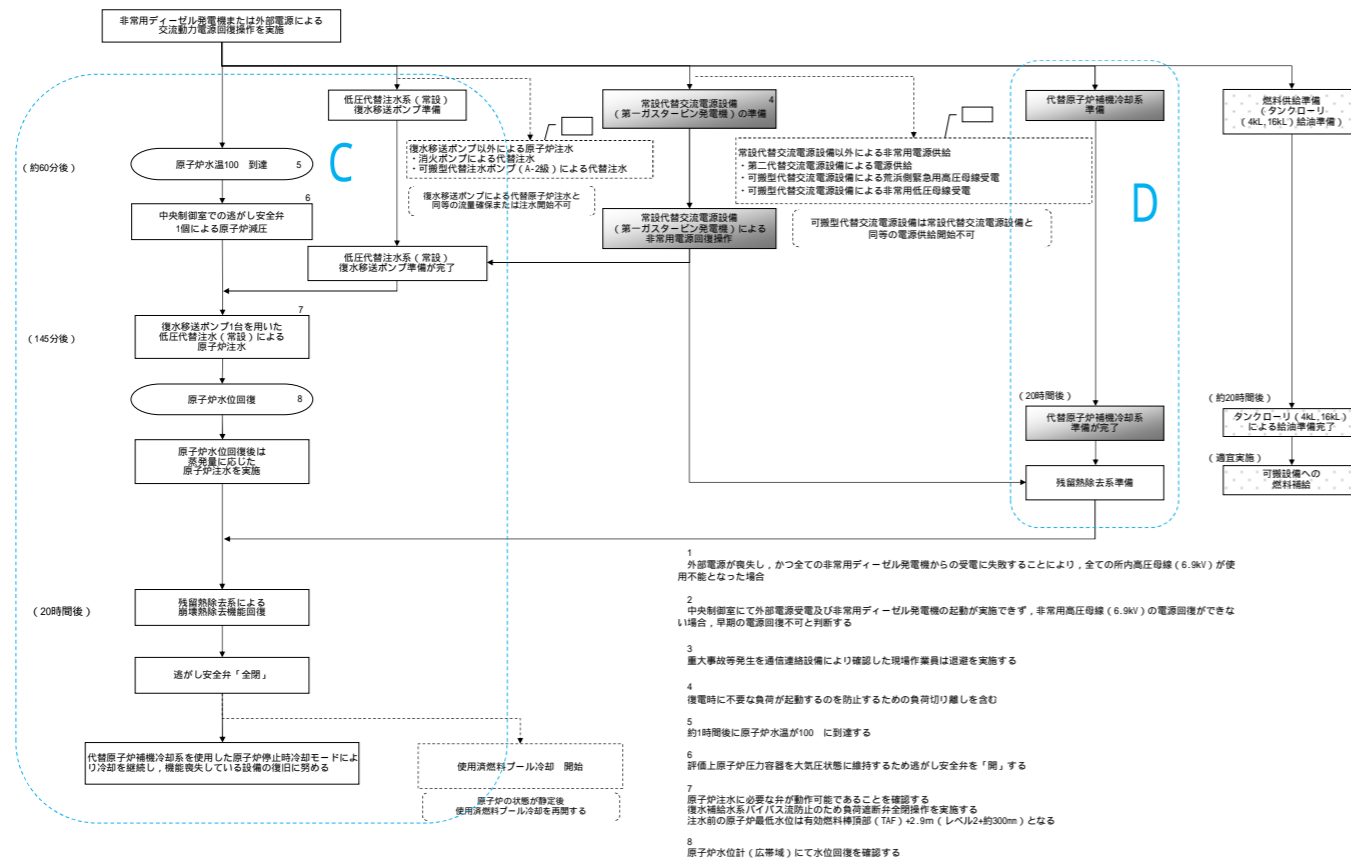 非常用ディーゼル発電機または外部電源による
交流動力電源回復操作を実施
低圧代替注水系(常設)
復水移送ポンプ準備
4
常設代替交流電源設備
(第一ガスタービン発電機)の準備
代替原子炉補機冷却系
準備
燃料供給準備
(タンクローリ
(4kL,16kL)給油準備)
復水移送ポンプ以外による原子炉注水
・消火ポンプによる代替注水
・可搬型代替注水ポンプ(A-2級)による代替注水
常設代替交流電源設備以外による非常用電源供給
・第二代替交流電源設備による電源供給
・可搬型代替交流電源設備による荒浜側緊急用高圧母線受電
・可搬型代替交流電源設備による非常用低圧母線受電
(約60分後)
原子炉水温100 到達 5
C
D
6
中央制御室での逃がし安全弁
1個による原子炉減圧
復水移送ポンプによる代替原子炉注水と
同等の流量確保または注水開始不可
常設代替交流電源設備
(第一ガスタービン発電機)による
非常用電源回復操作
可搬型代替交流電源設備は常設代替交流電源設備と
同等の電源供給開始不可
低圧代替注水系(常設)
復水移送ポンプ準備が完了
7
(145分後)
復水移送ポンプ1台を用いた
低圧代替注水(常設)による
原子炉注水
原子炉水位回復 8
(20時間後)
代替原子炉補機冷却系
準備が完了
(約20時間後)
タンクローリ(4kL,16kL)
による給油準備完了
原子炉水位回復後は
蒸発量に応じた
原子炉注水を実施
残留熱除去系準備
(適宜実施)
可搬設備への
燃料補給
(20時間後)
残留熱除去系による
崩壊熱除去機能回復
逃がし安全弁「全閉」
代替原子炉補機冷却系を使用した原子炉停止時冷却モードによ
り冷却を継続し,機能喪失している設備の復旧に努める
使用済燃料プール冷却 開始
原子炉の状態が静定後
使用済燃料プール冷却を再開する
1
外部電源が喪失し,かつ全ての非常用ディーゼル発電機からの受電に失敗することにより,全ての所内高圧母線(6.9kV)が使
用不能となった場合
2
中央制御室にて外部電源受電及び非常用ディーゼル発電機の起動が実施できず,非常用高圧母線(6.9kV)の電源回復ができな
い場合,早期の電源回復不可と判断する
3
重大事故等発生を通信連絡設備により確認した現場作業員は退避を実施する
4
復電時に不要な負荷が起動するのを防止するための負荷切り離しを含む
5
約1時間後に原子炉水温が100 に到達する
6
評価上原子炉圧力容器を大気圧状態に維持するため逃がし安全弁を「開」する
7
原子炉注水に必要な弁が動作可能であることを確認する
復水補給水系バイパス流防止のため負荷遮断弁全閉操作を実施する
注水前の原子炉最低水位は有効燃料棒頂部(TAF)+2.9m(レベル2+約300mm)となる
8
原子炉水位計(広帯域)にて水位回復を確認する